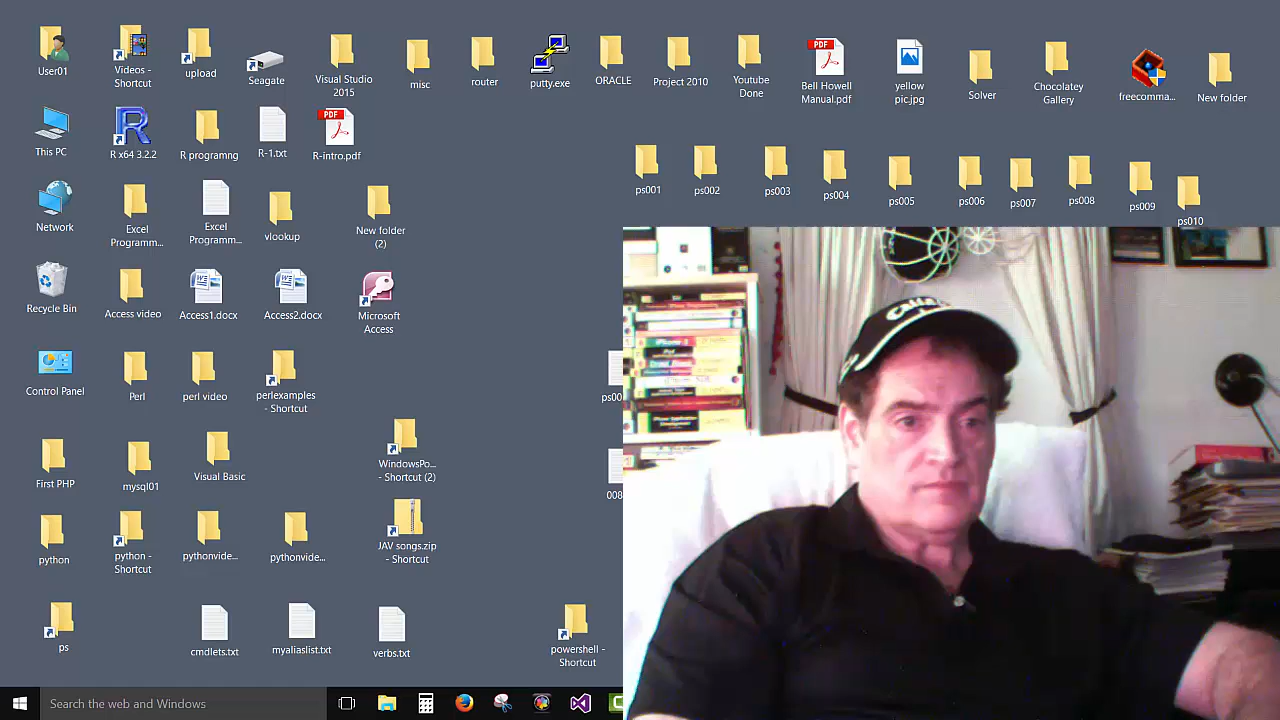 User01
Videos -
Shortcut
upload
Seagate
Visual Studio
2015
misc
router
putty.exe
ORACLE
Project 2010
Youtube
Done
Bell Howell
Manual.pdf
yellow
pic.jpg
Solver
Chocolatey
Gallery
freecomma...
New folder
This PC
R x64 3.2.2
R programng
R-1.txt
PDF
R-intro.pdf
ps001
ps002
ps003
ps004
ps005
ps006
ps007
ps008
ps009
ps010
Network
Excel
Programm...
Excel
Programm...
vlookup
New folder
(2)
Recycle Bin
Access video
Access1.docx
Access2.docx
Microsoft
Access
Control Panel
Perl
perl video
perlexamples
- Shortcut
ps00
First PHP
mysql01
Visual Basic
WindowsPo...
- Shortcut (2)
008
python
python -
Shortcut
pythonvide...
pythonvide...
JAV songs.zip
- Shortcut
ps
cmdlets.txt
myaliaslist.txt
verbs.txt
powershell -
Shortcut
Search the web and Windows